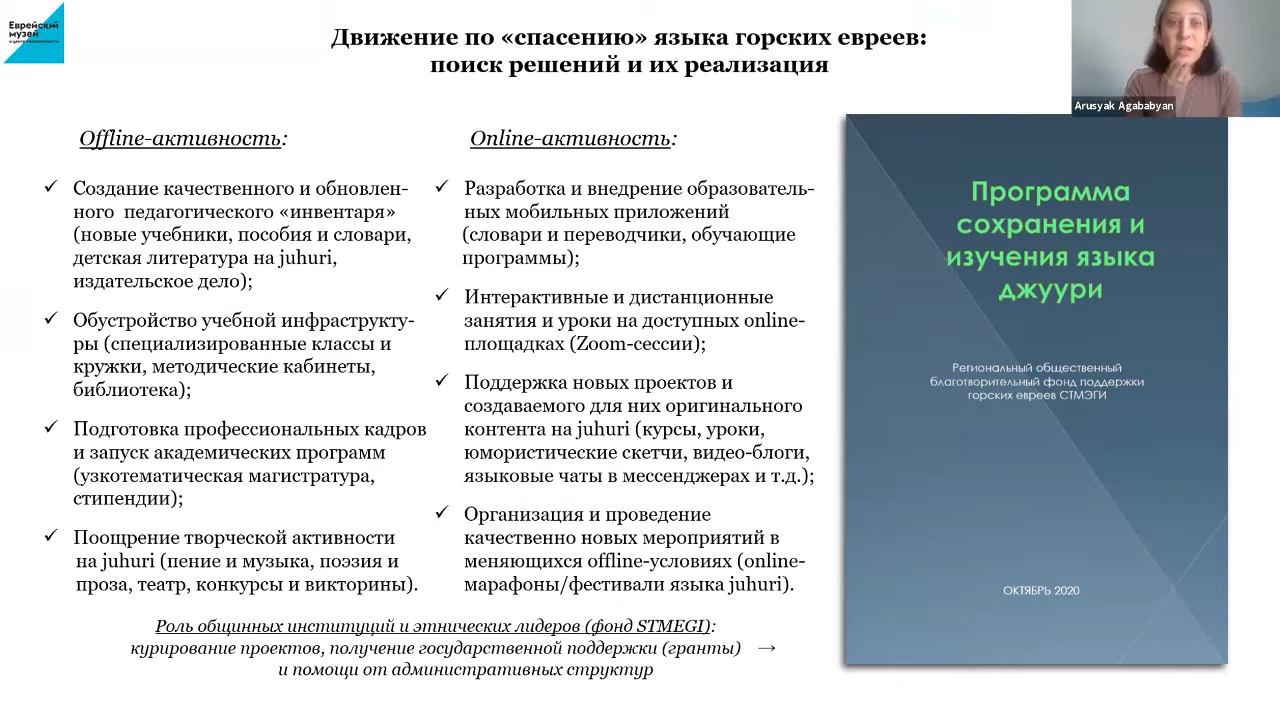 Еврейский
музей
и центр толерантности
Движение по «спасению» языка горских евреев:
поиск решений и их реализация
Arusyak Agababyan
Offline-активность:
✓ Создание качественного и обновлен-
ного педагогического «инвентаря»
(новые учебники, пособия и словари,
детская литература на juhuri,
издательское дело);
✓ Обустройство учебной инфраструкту-
ры (специализированные классы и
кружки, методические кабинеты,
библиотека);
✓ Подготовка профессиональных кадров
и запуск академических программ
(узкотематическая магистратура,
стипендии);
✓ Поощрение творческой активности
на juhuri (пение и музыка, поэзия и
проза, театр, конкурсы и викторины).
Online-активность:
✓ Разработка и внедрение образователь-
ных мобильных приложений
(словари и переводчики, обучающие
программы);
✓ Интерактивные и дистанционные
занятия и уроки на доступных online-
площадках (Zoom-сессии);
✓ Поддержка новых проектов и
создаваемого для них оригинального
контента на juhuri (курсы, уроки,
юмористические скетчи, видео-блоги,
языковые чаты в мессенджерах и т.д.);
✓ Организация и проведение
качественно новых мероприятий в
меняющихся offline-условиях (online-
марафоны/фестивали языка juhuri).
Роль общинных институций и этнических лидеров (фонд STMEGI):
курирование проектов, получение государственной поддержки (гранты) →
и помощи от административных структур
Программа
сохранения и
изучения языка
джуури
Региональный общественный
благотворительный фонд поддержки
горских евреев СТМЭГИ
ОКТЯБРЬ 2020